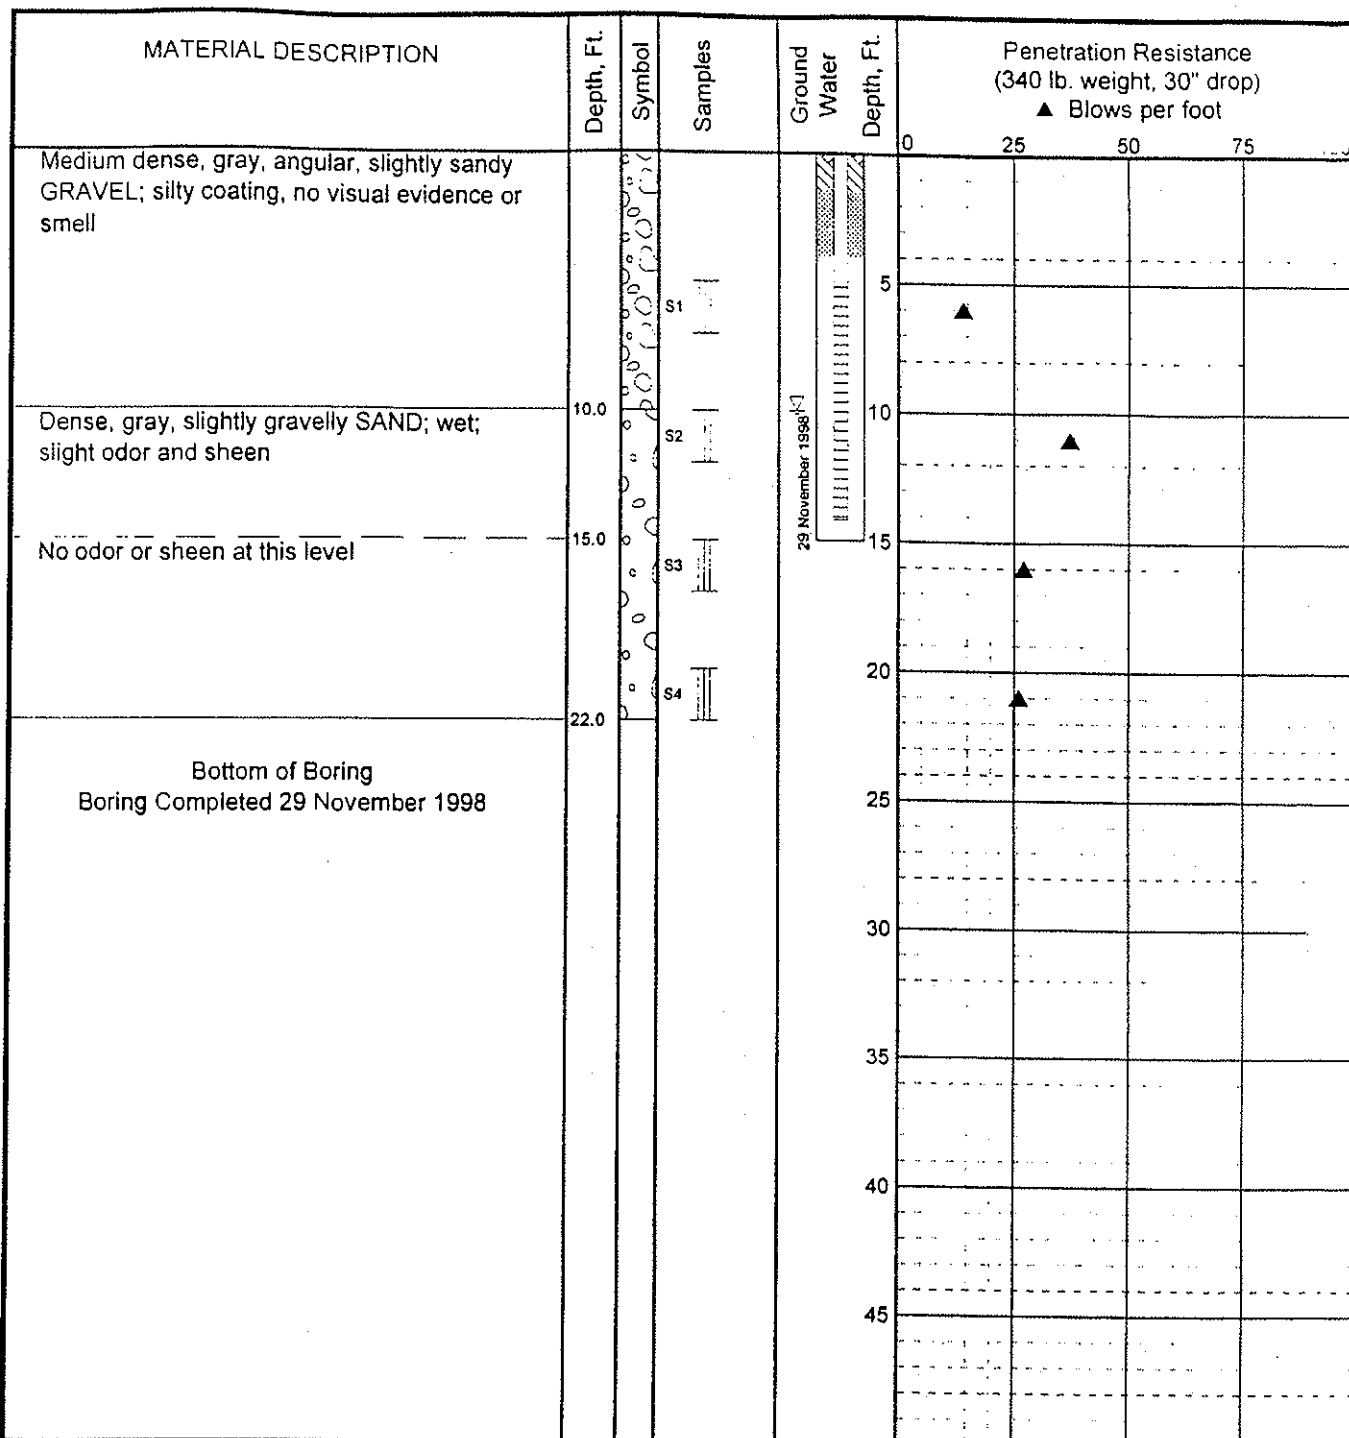 MATERIAL DESCRIPTION
Depth, Ft.
Symbol
Samples
Ground
Water
Depth, Ft.
Penetration Resistance
(340 lb. weight, 30" drop)
▲ Blows per foot
0 25 50 75
Medium dense, gray, angular, slightly sandy
GRAVEL; silty coating, no visual evidence or
smell
S1
5
10.0
Dense, gray, slightly gravelly SAND; wet;
slight odor and sheen
S2
29 November 1998
10
15.0
No odor or sheen at this level
S3
15
S4
20
22.0
Bottom of Boring
Boring Completed 29 November 1998
25
30
35
40
45